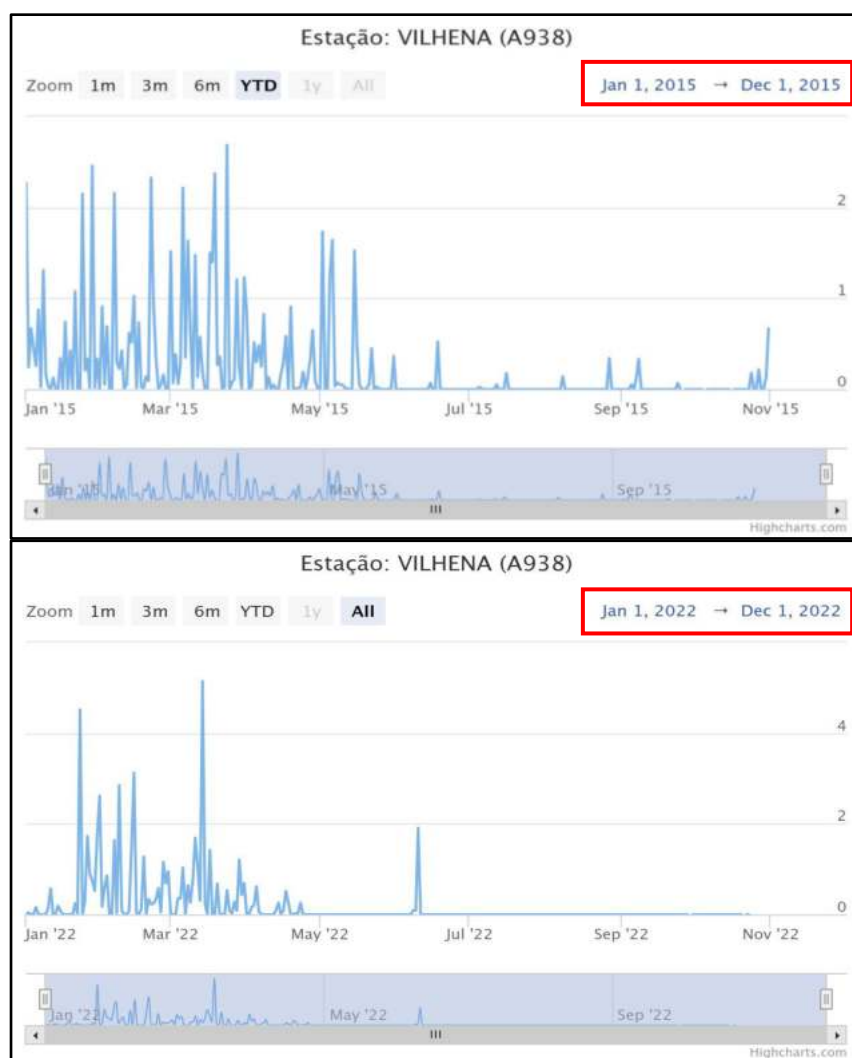 Estação: VILHENA (A938)
Zoom 1m 3m 6m YTD 1y All Jan 1, 2015 → Dec 1, 2015
2
1
0
Jan '15 Mar '15 May '15 Jul '15 Sep '15 Nov '15
Jan '15 May '15 Sep '15
Highcharts.com
Estação: VILHENA (A938)
Zoom 1m 3m 6m YTD 1y All Jan 1, 2022 → Dec 1, 2022
4
2
0
Jan '22 Mar '22 May '22 Jul '22 Sep '22 Nov '22
Jan '22 May '22 Sep '22
Highcharts.com